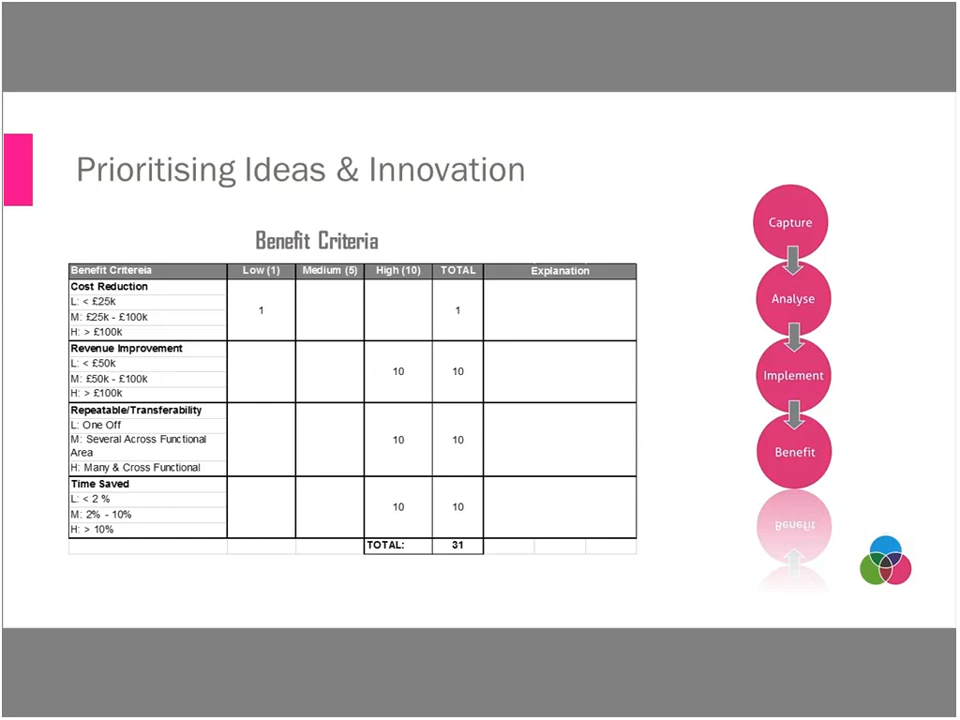 Prioritising Ideas & Innovation
Benefit Criteria
Benefit Critereia Low (1) Medium (5) High (10) TOTAL Explanation
Cost Reduction
L: < £25k
M: £25k - £100k
H: > £100k
1 1
Revenue Improvement
L: < £50k
M: £50k - £100k
H: > £100k
10 10
Repeatable/Transferability
L: One Off
M: Several Across Functional
Area
H: Many & Cross Functional
10 10
Time Saved
L: < 2 %
M: 2% - 10%
H: > 10%
10 10
TOTAL: 31
Capture
Analyse
Implement
Benefit
Benefit